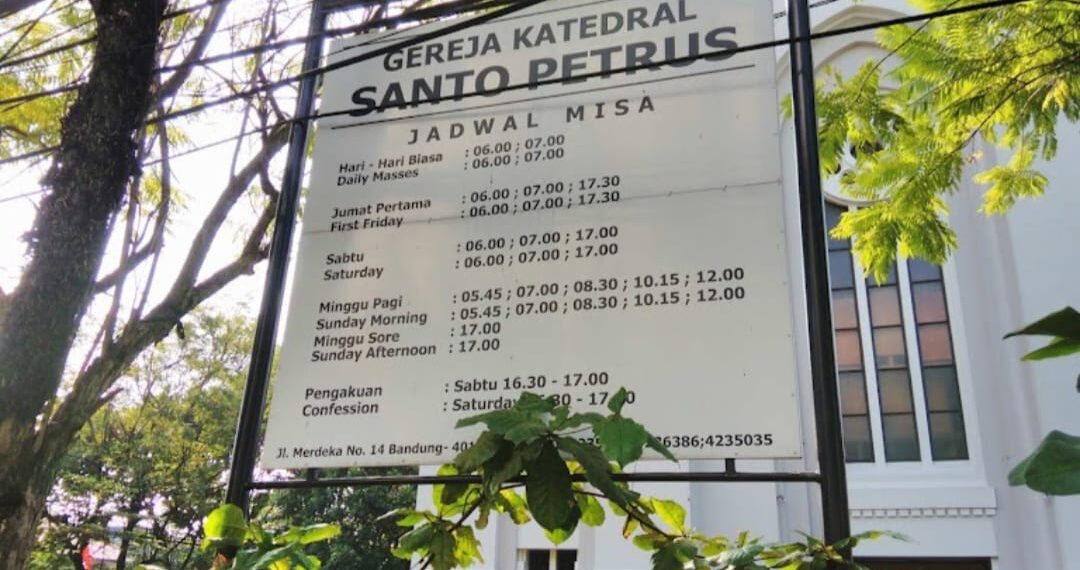 GEREJA KATEDRAL
SANTO PETRUS
JADWAL MISA
Hari - Hari Biasa : 06.00 ; 07.00
Daily Masses : 06.00 ; 07.00
Jumat Pertama : 06.00 ; 07.00 ; 17.30
First Friday : 06.00 ; 07.00 ; 17.30
Sabtu : 06.00 ; 07.00 ; 17.00
Saturday : 06.00 ; 07.00 ; 17.00
Minggu Pagi : 05.45 ; 07.00 ; 08.30 ; 10.15 ; 12.00
Sunday Morning : 05.45 ; 07.00 ; 08.30 ; 10.15 ; 12.00
Minggu Sore : 17.00
Sunday Afternoon : 17.00
Pengakuan : Sabtu 16.30 - 17.00
Confession : Saturday
Jl. Merdeka No. 14 Bandung- ;4235035